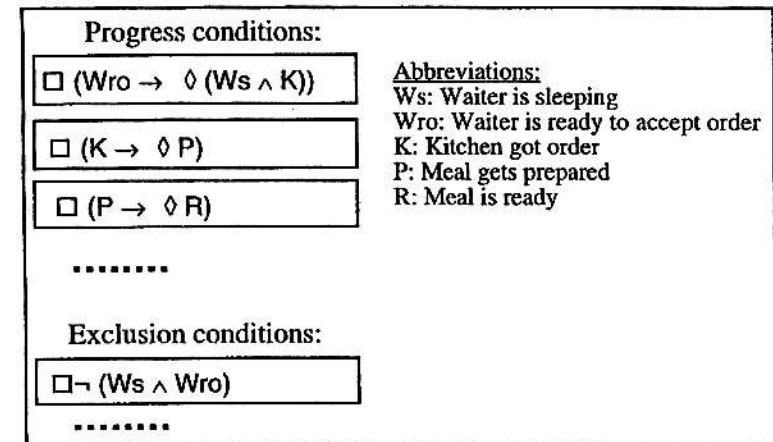 Progress conditions:
□ (Wro → ◊ (Ws ∧ K))
□ (K → ◊ P)
□ (P → ◊ R)
........
Exclusion conditions:
□¬ (Ws ∧ Wro)
........
Abbreviations:
Ws: Waiter is sleeping
Wro: Waiter is ready to accept order
K: Kitchen got order
P: Meal gets prepared
R: Meal is ready